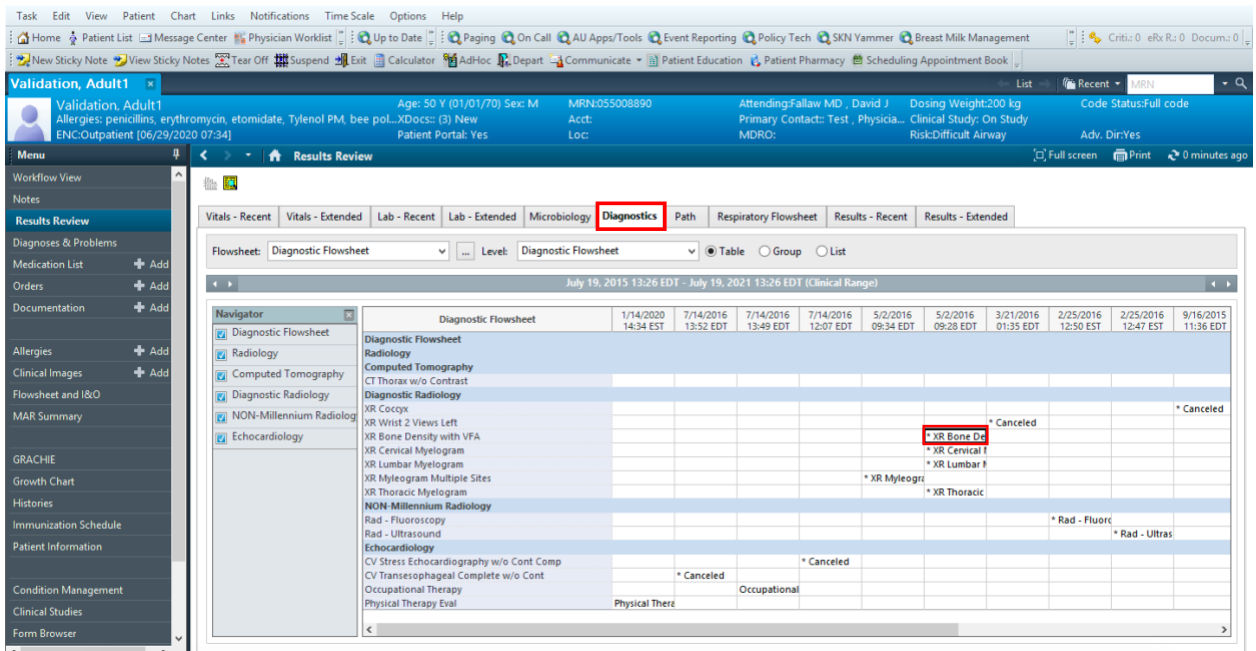 Task Edit View Patient Chart Links Notifications Time Scale Options Help
Home Patient List Message Center Physician Worklist Up to Date Paging On Call AU Apps/Tools Event Reporting Policy Tech SKN Yammer Breast Milk Management Criti.: 0 eRx R.: 0 Docum.: 0
New Sticky Note View Sticky Notes Tear Off Suspend Exit Calculator AdHoc Depart Communicate Patient Education Patient Pharmacy Scheduling Appointment Book
Validation, Adult1 List Recent MRN
Validation, Adult1 Age: 50 Y (01/01/70) Sex: M MRN:055008890 Attending:Fallaw MD , David J Dosing Weight:200 kg Code Status:Full code
Allergies: penicillins, erythromycin, etomidate, Tylenol PM, bee pol...XDocs:: (3) New Acct: Primary Contact:: Test , Physicia... Clinical Study: On Study
ENC:Outpatient [06/29/2020 07:34] Patient Portal: Yes Loc: MDRO: Risk:Difficult Airway Adv. Dir:Yes
Menu Results Review Full screen Print 0 minutes ago
Workflow View
Notes
Results Review
Diagnoses & Problems
Medication List Add
Orders Add
Documentation Add
Allergies Add
Clinical Images Add
Flowsheet and I&O
MAR Summary
GRACHIE
Growth Chart
Histories
Immunization Schedule
Patient Information
Condition Management
Clinical Studies
Form Browser
Vitals - Recent Vitals - Extended Lab - Recent Lab - Extended Microbiology Diagnostics Path Respiratory Flowsheet Results - Recent Results - Extended
Flowsheet: Diagnostic Flowsheet ... Level: Diagnostic Flowsheet Table Group List
July 19, 2015 13:26 EDT - July 19, 2021 13:26 EDT (Clinical Range)
Navigator
Diagnostic Flowsheet
Radiology
Computed Tomography
Diagnostic Radiology
NON-Millennium Radiolog
Echocardiology
Diagnostic Flowsheet 1/14/2020 7/14/2016 7/14/2016 7/14/2016 5/2/2016 5/2/2016 3/21/2016 2/25/2016 2/25/2016 9/16/2015
14:34 EST 13:52 EDT 13:49 EDT 12:07 EDT 09:34 EDT 09:28 EDT 01:35 EDT 12:50 EST 12:47 EST 11:36 EDT
Diagnostic Flowsheet
Radiology
Computed Tomography
CT Thorax w/o Contrast
Diagnostic Radiology
XR Coccyx * Canceled
XR Wrist 2 Views Left * Canceled
XR Bone Density with VFA * XR Bone De
XR Cervical Myelogram * XR Cervical
XR Lumbar Myelogram * XR Lumbar
XR Myleogram Multiple Sites * XR Myleogra
XR Thoracic Myelogram * XR Thoracic
NON-Millennium Radiology
Rad - Fluoroscopy * Rad - Fluoro
Rad - Ultrasound * Rad - Ultras
Echocardiology
CV Stress Echocardiography w/o Cont Comp * Canceled
CV Transesophageal Complete w/o Cont * Canceled
Occupational Therapy Occupational
Physical Therapy Eval Physical Thera